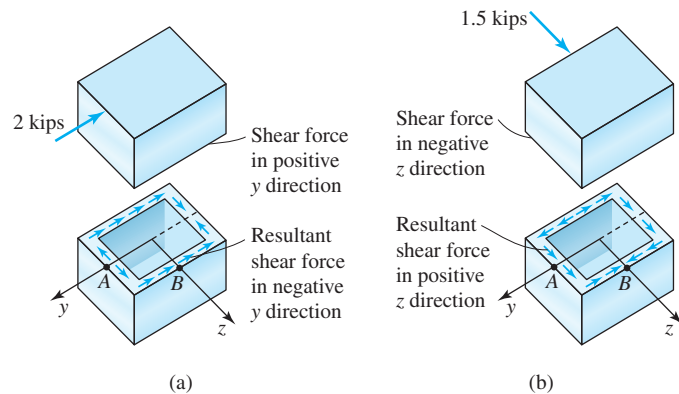 2 kips
Shear force
in positive
y direction
Resultant
shear force
in negative
y direction
A
B
y
z
(a)
1.5 kips
Shear force
in negative
z direction
Resultant
shear force
in positive
z direction
A
B
y
z
(b)